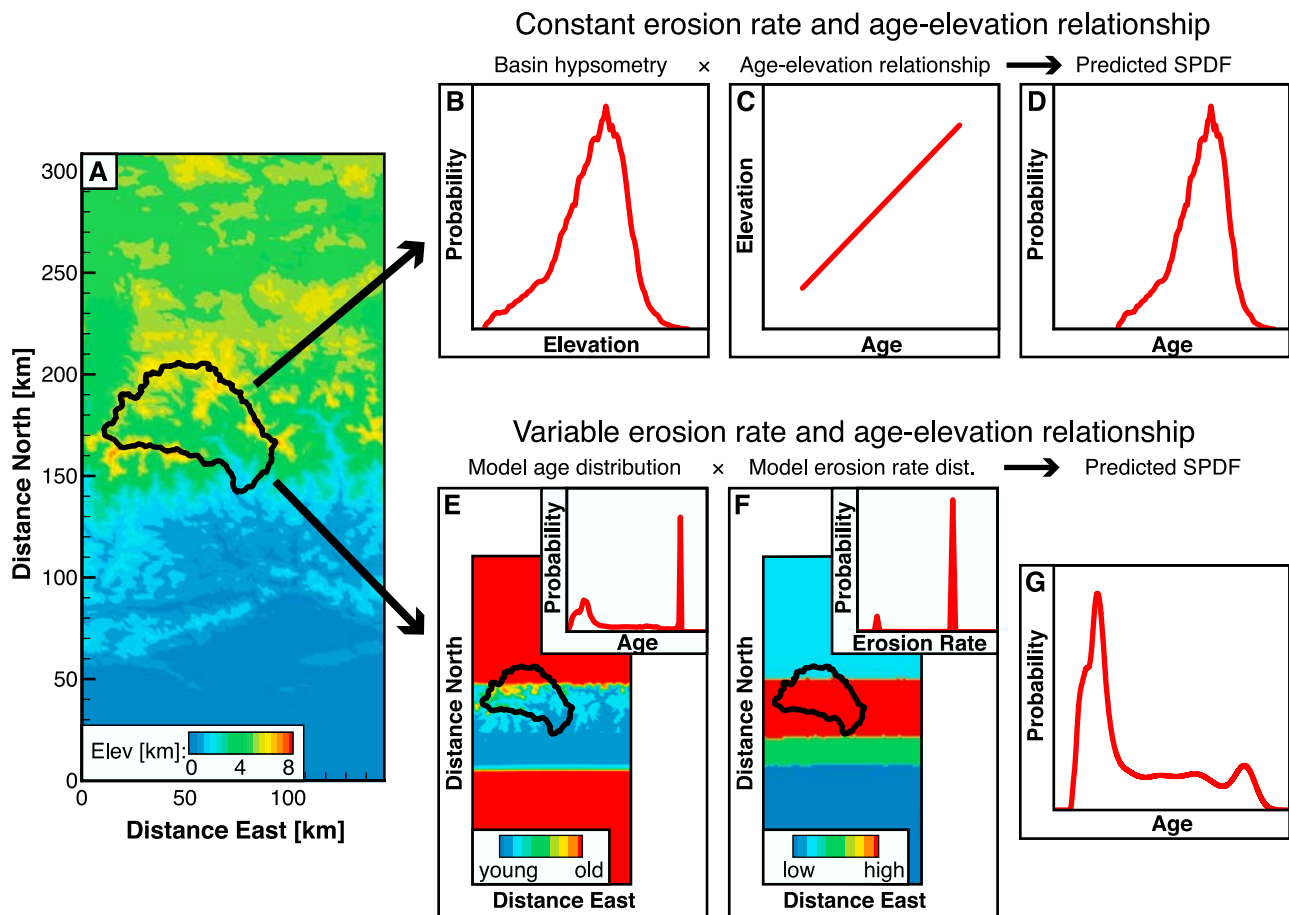 Constant erosion rate and age-elevation relationship
Basin hypsometry × Age-elevation relationship Predicted SPDF
B
Probability
Elevation
C
Elevation
Age
D
Probability
Age
A
300
250
200
150
100
50
0
Distance North [km]
Elev [km]:
0 4 8
0 50 100
Distance East [km]
Variable erosion rate and age-elevation relationship
Model age distribution × Model erosion rate dist. Predicted SPDF
E
Probability
Age
Distance North
young old
Distance East
F
Probability
Erosion Rate
Distance North
low high
Distance East
G
Probability
Age